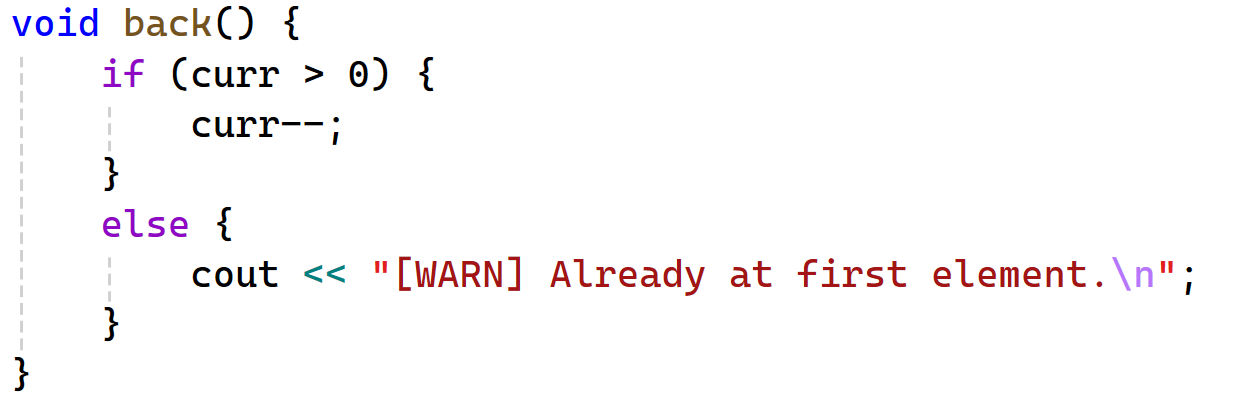 void back() {
    if (curr > 0) {
        curr--;
    }
    else {
        cout << "[WARN] Already at first element.\n";
    }
}